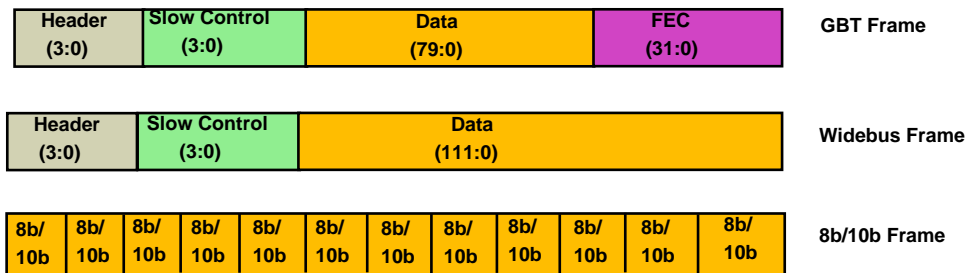 Header Slow Control Data FEC GBT Frame
(3:0) (3:0) (79:0) (31:0)
Header Slow Control Data Widebus Frame
(3:0) (3:0) (111:0)
8b/ 8b/ 8b/ 8b/ 8b/ 8b/ 8b/ 8b/ 8b/ 8b/ 8b/ 8b/ 8b/10b Frame
10b 10b 10b 10b 10b 10b 10b 10b 10b 10b 10b 10b